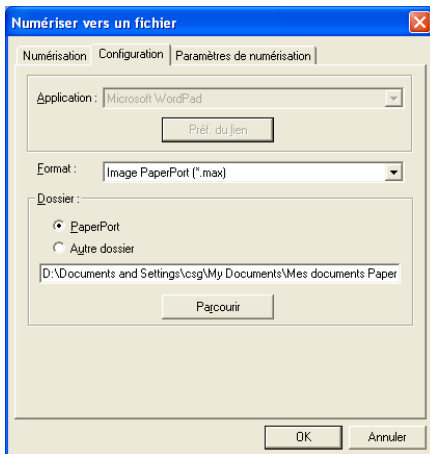 Numériser vers un fichier
Numérisation Configuration Paramètres de numérisation
Application : Microsoft WordPad
Préf. du lien
Format : Image PaperPort (*.max)
Dossier :
PaperPort
Autre dossier
D:\Documents and Settings\csg\My Documents\Mes documents Paper
Parcourir
OK Annuler